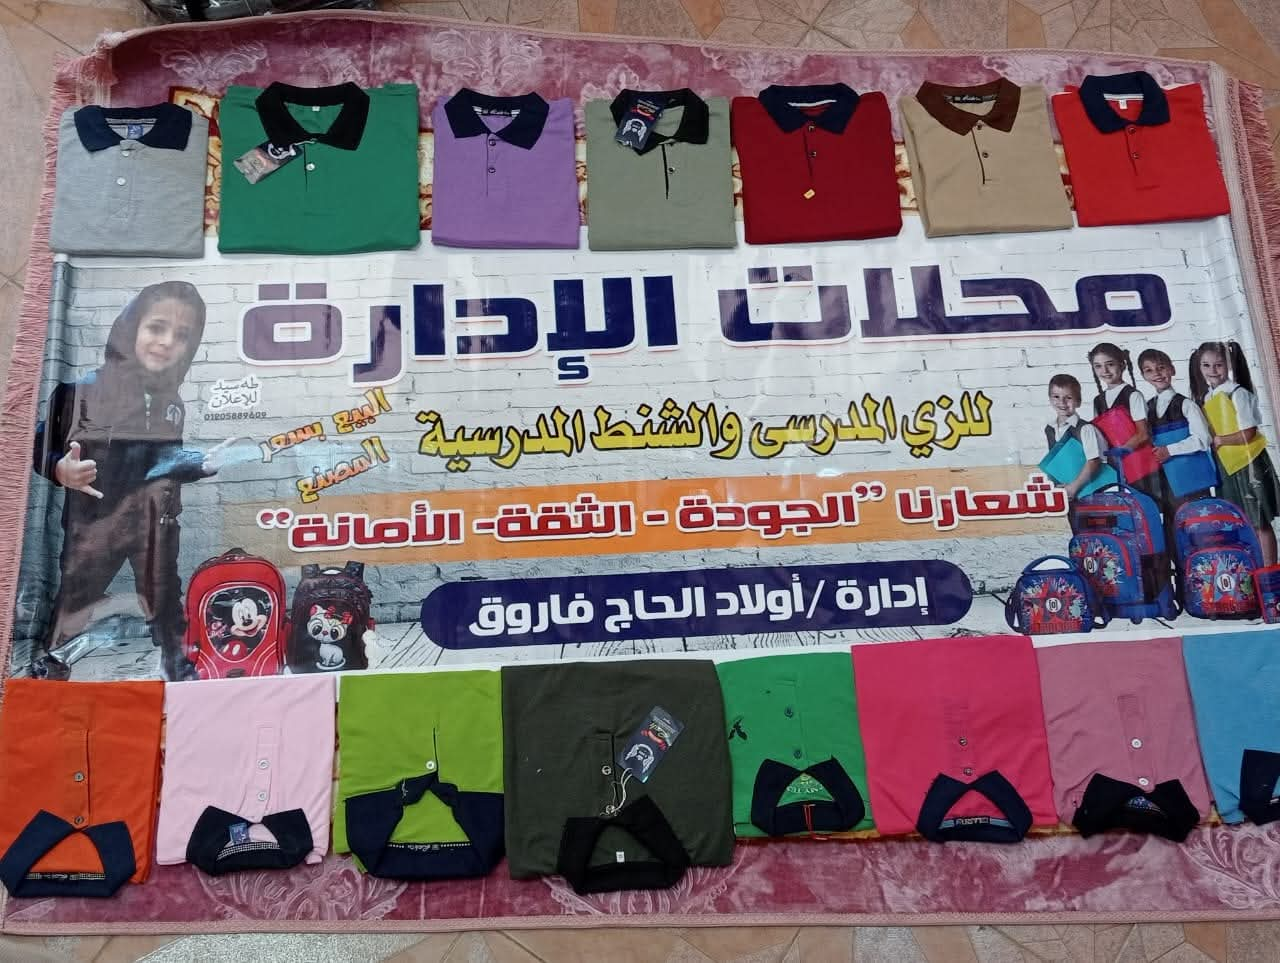 محلات الإدارة
للزي المدرسى والشنط المدرسية
البيع بسعر
المصنع
طه سيد
للإعلان
01205889609
شعارنا "الجودة - الثقة- الأمانة"
إدارة /أولاد الحاج فاروق